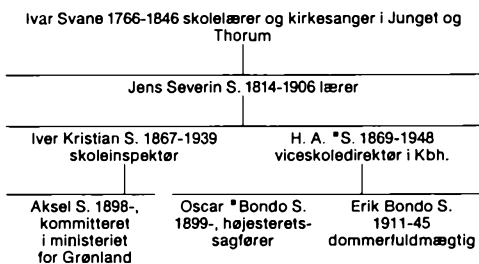 Ivar Svane 1766-1846 skolelærer og kirkesanger i Junget og
Thorum
Jens Severin S. 1814-1906 lærer
Iver Kristian S. 1867-1939
skoleinspektør
H. A. *S. 1869-1948
viceskoledirektør i Kbh.
Aksel S. 1898-,
kommitteret
i ministeriet
for Grønland
Oscar *Bondo S.
1899-, højesterets-
sagfører
Erik Bondo S.
1911-45
dommerfuldmægtig